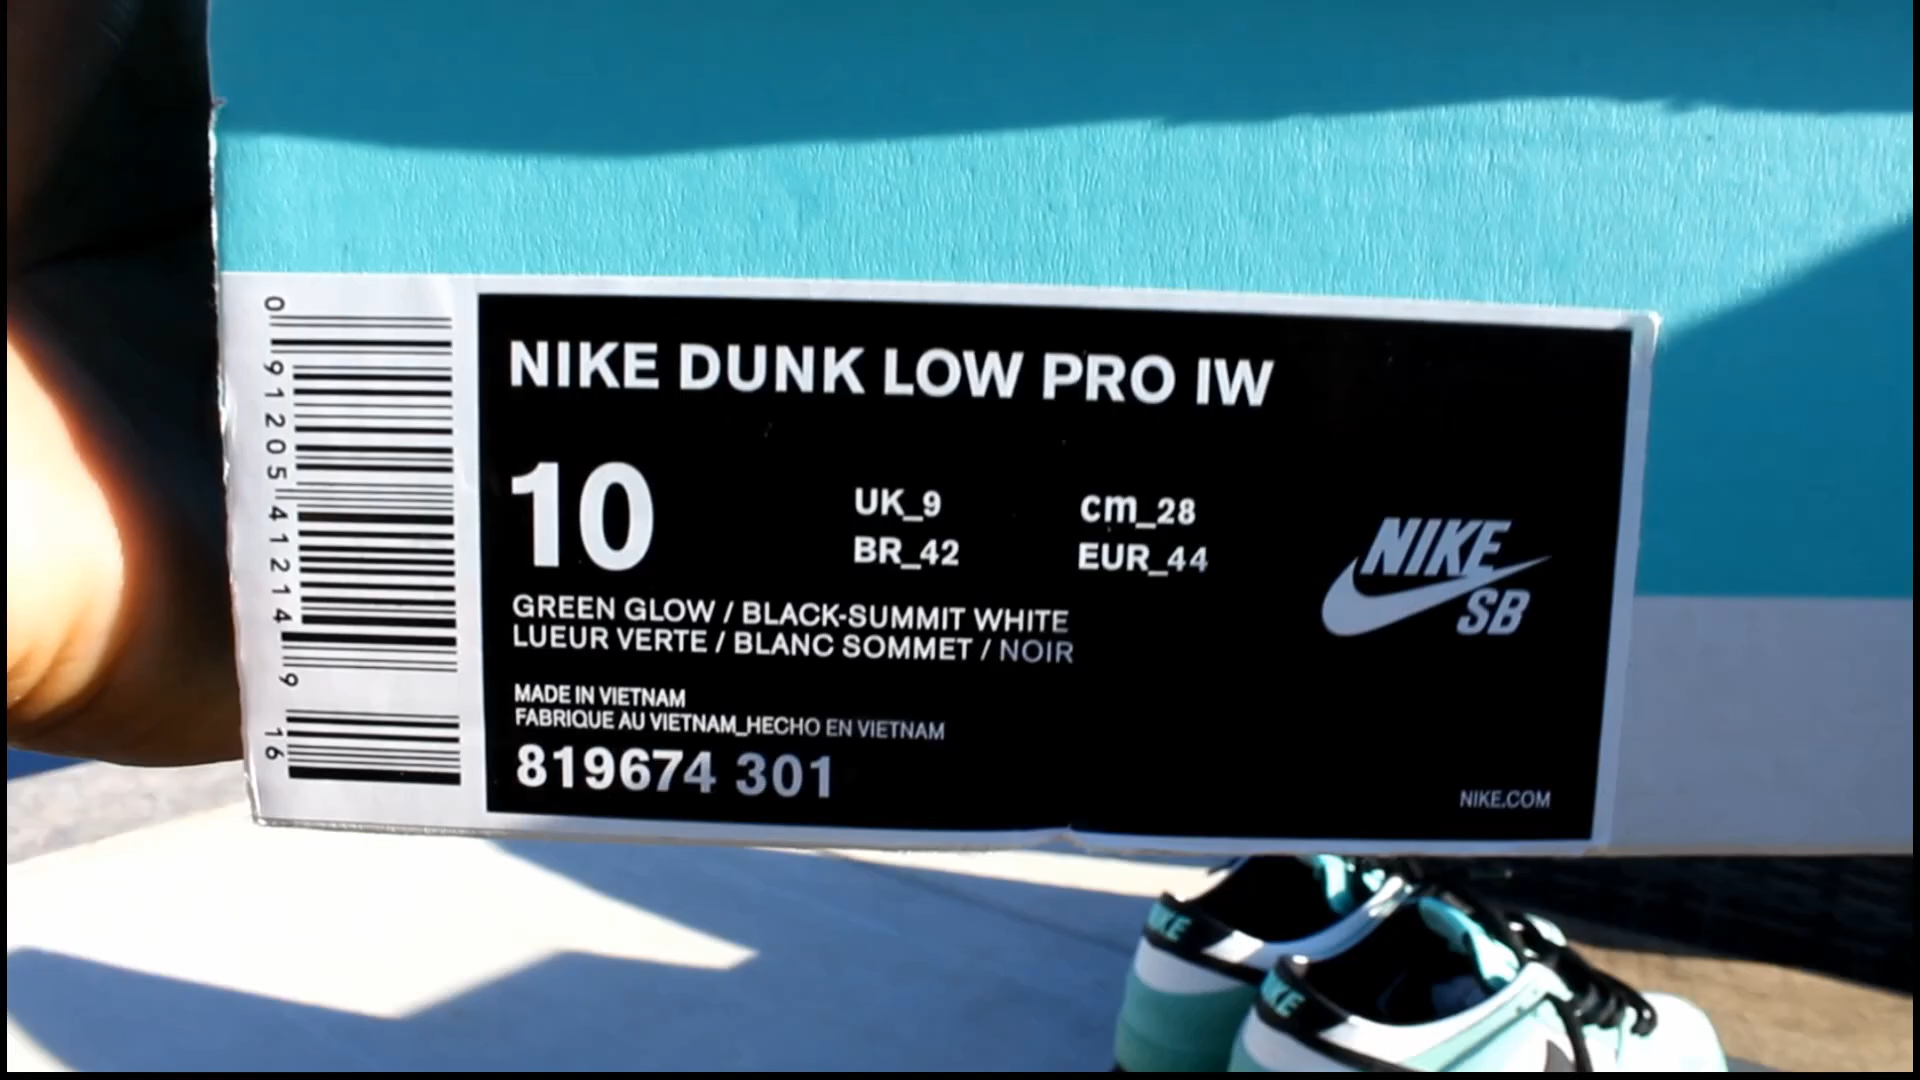 NIKE DUNK LOW PRO IW
10
UK_9
cm_28
BR_42
EUR_44
GREEN GLOW / BLACK-SUMMIT WHITE
LUEUR VERTE / BLANC SOMMET / NOIR
MADE IN VIETNAM
FABRIQUE AU VIETNAM_HECHO EN VIETNAM
819674 301
NIKE
SB
NIKE.COM
0 91205 41214 9 16
NIKE
NIKE